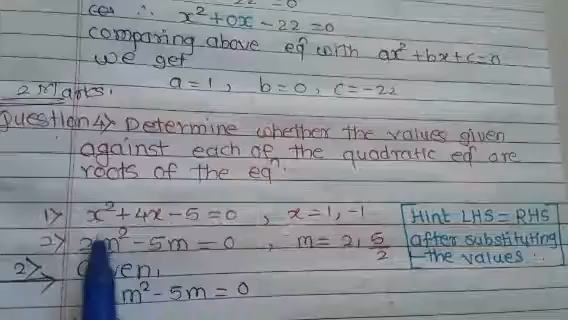 ces ∴ x²+0x-22=0
comparing above eqⁿ with ax²+bx+c=0
we get
a=1, b=0, c=-22
2 Marks.
Question 4> Determine whether the values given
against each of the quadratic eqⁿ are
roots of the eqⁿ.
1> x²+4x-5=0 , x=1,-1 [Hint LHS=RHS
2> m²-5m=0 , m=2, 5/2 after substituting
the values ∴]
2> Given,
m²-5m=0